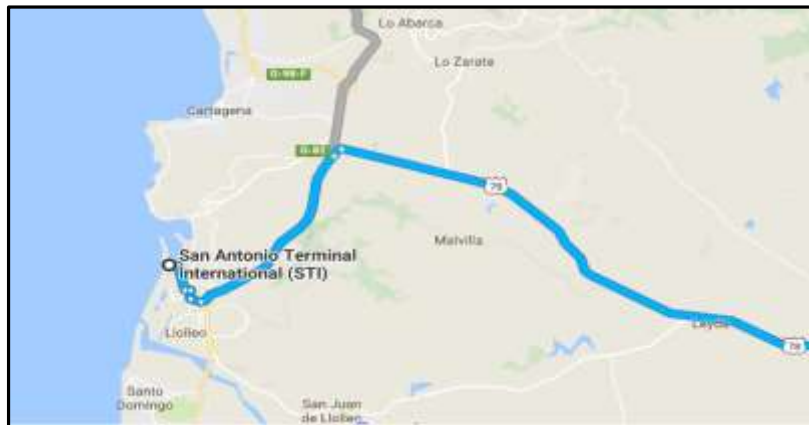 Lo Abarca
Lo Zarate
G-98-F
Cartagena
78
Malvilla
San Antonio Terminal
International (STI)
Leyda
78
Llolleo
Santo
Domingo
San Juan
de Llolleo